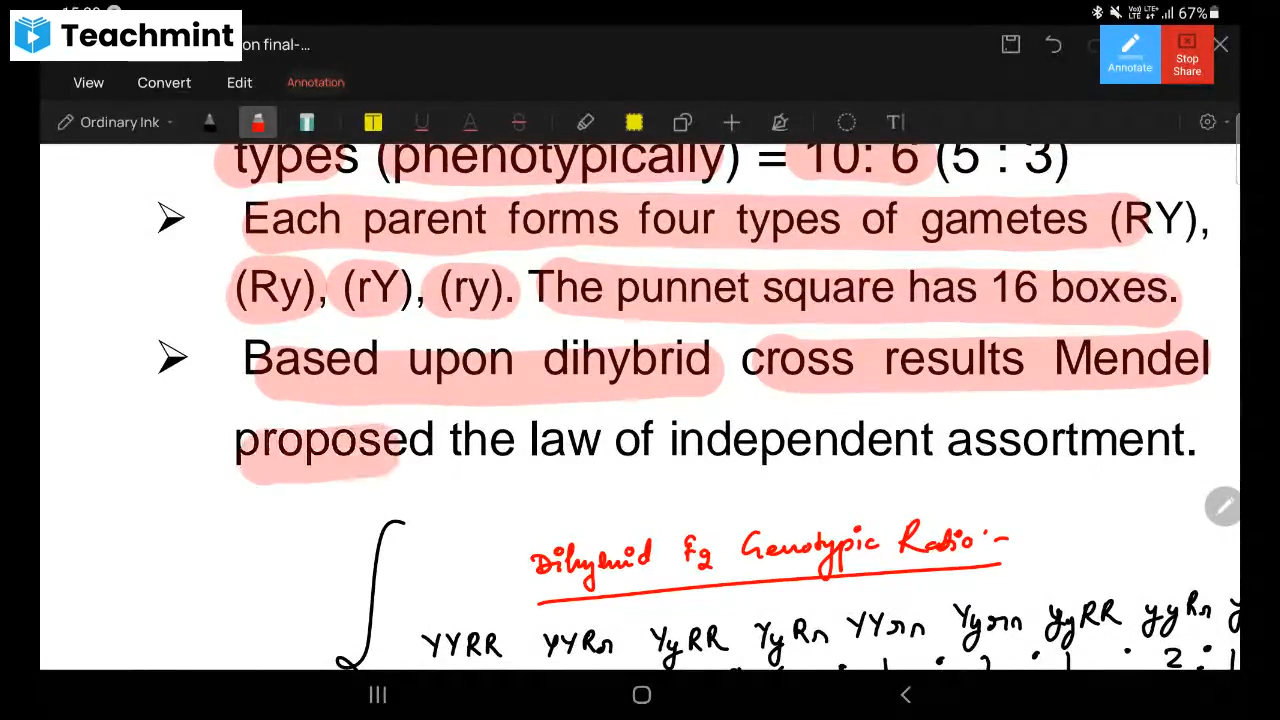 67%
Teachmint
on final-...
Annotate
Stop Share
View Convert Edit Annotation
Ordinary Ink
types (phenotypically) = 10: 6 (5 : 3)
➢ Each parent forms four types of gametes (RY),
(Ry), (rY), (ry). The punnet square has 16 boxes.
➢ Based upon dihybrid cross results Mendel
proposed the law of independent assortment.
Dihybrid F2 Genotypic Ratio :-
YYRR YYRr YyRR YyRr YYrr Yyrr yyRR yyRr